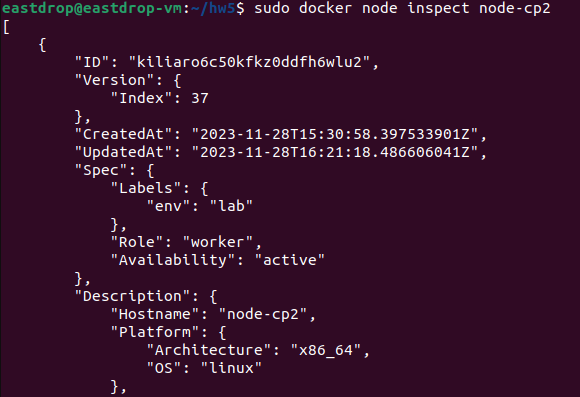 eastdrop@eastdrop-vm:~/hw5$ sudo docker node inspect node-cp2
[
    {
        "ID": "kiliaro6c50kfkz0ddfh6wlu2",
        "Version": {
            "Index": 37
        },
        "CreatedAt": "2023-11-28T15:30:58.397533901Z",
        "UpdatedAt": "2023-11-28T16:21:18.486606041Z",
        "Spec": {
            "Labels": {
                "env": "lab"
            },
            "Role": "worker",
            "Availability": "active"
        },
        "Description": {
            "Hostname": "node-cp2",
            "Platform": {
                "Architecture": "x86_64",
                "OS": "linux"
            },